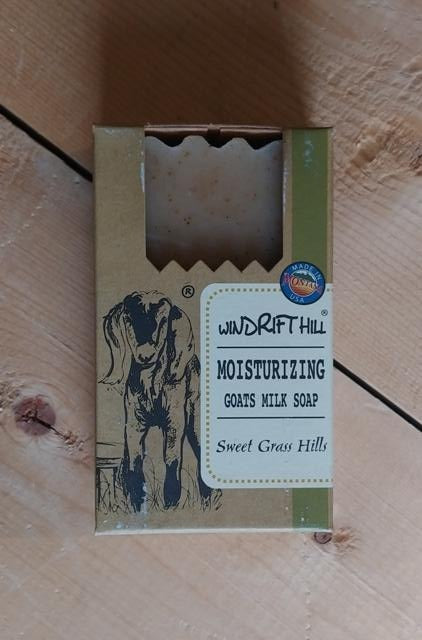 MADE IN
USA
®
WINDRIFT HILL®
MOISTURIZING
GOATS MILK SOAP
Sweet Grass Hills